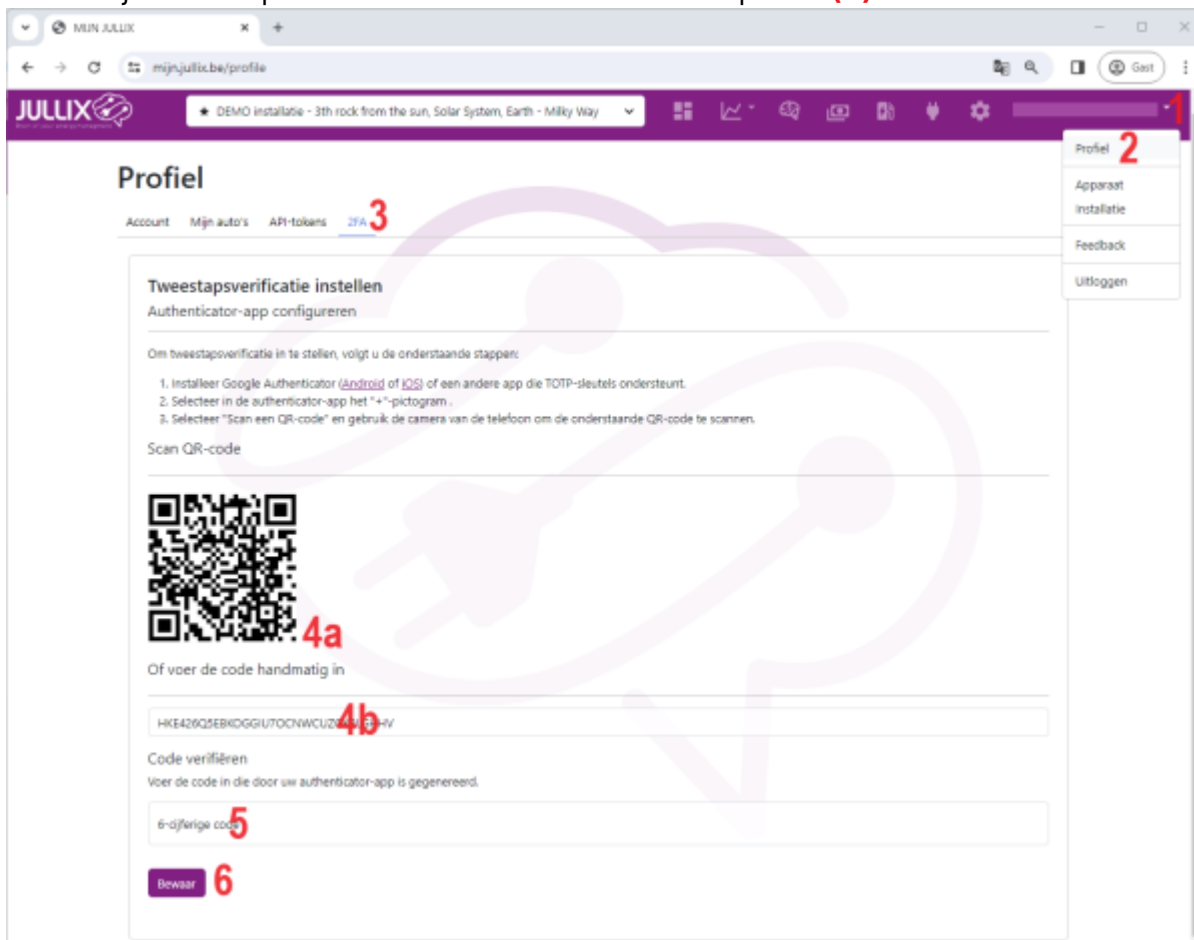 MIJN JULLIX
mijn.jullix.be/profile
Gast
JULLIX
★ DEMO installatie - 3th rock from the sun, Solar System, Earth - Milky Way
1
Profiel 2
Apparaat
Installatie
Feedback
Uitloggen
Profiel
Account Mijn auto's API-tokens 2FA 3
Tweestapsverificatie instellen
Authenticator-app configureren
Om tweestapsverificatie in te stellen, volgt u de onderstaande stappen:
1. Installeer Google Authenticator (Android of iOS) of een andere app die TOTP-sleutels ondersteunt.
2. Selecteer in de authenticator-app het "+"-pictogram .
3. Selecteer "Scan een QR-code" en gebruik de camera van de telefoon om de onderstaande QR-code te scannen.
Scan QR-code
4a
Of voer de code handmatig in
4b
Code verifiëren
Voer de code in die door uw authenticator-app is gegenereerd.
6-cijferige code 5
Bewaar 6